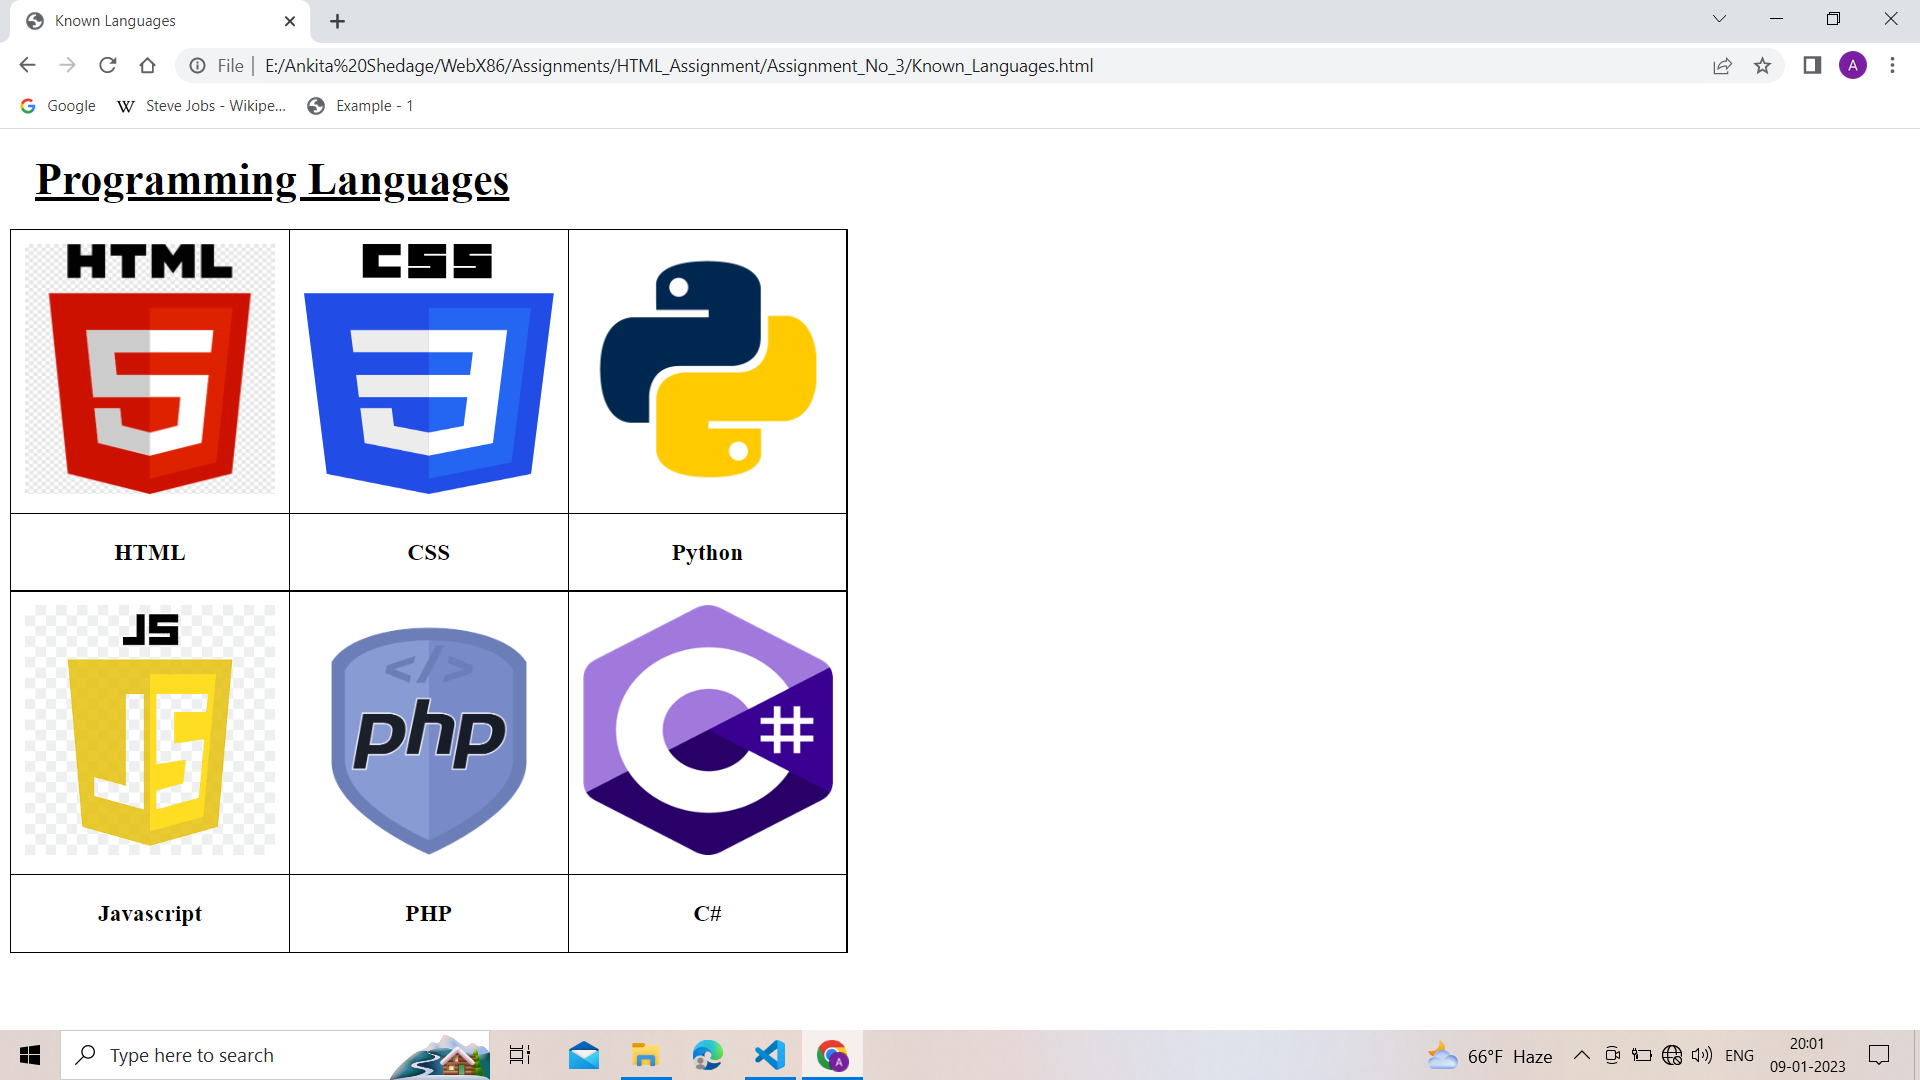 Known Languages
File | E:/Ankita%20Shedage/WebX86/Assignments/HTML_Assignment/Assignment_No_3/Known_Languages.html
A
Google Steve Jobs - Wikipe... Example - 1
Programming Languages
HTML CSS
HTML CSS Python
JS
JS </> php C #
Javascript PHP C#
Type here to search
A
66°F Haze
ENG
20:01
09-01-2023